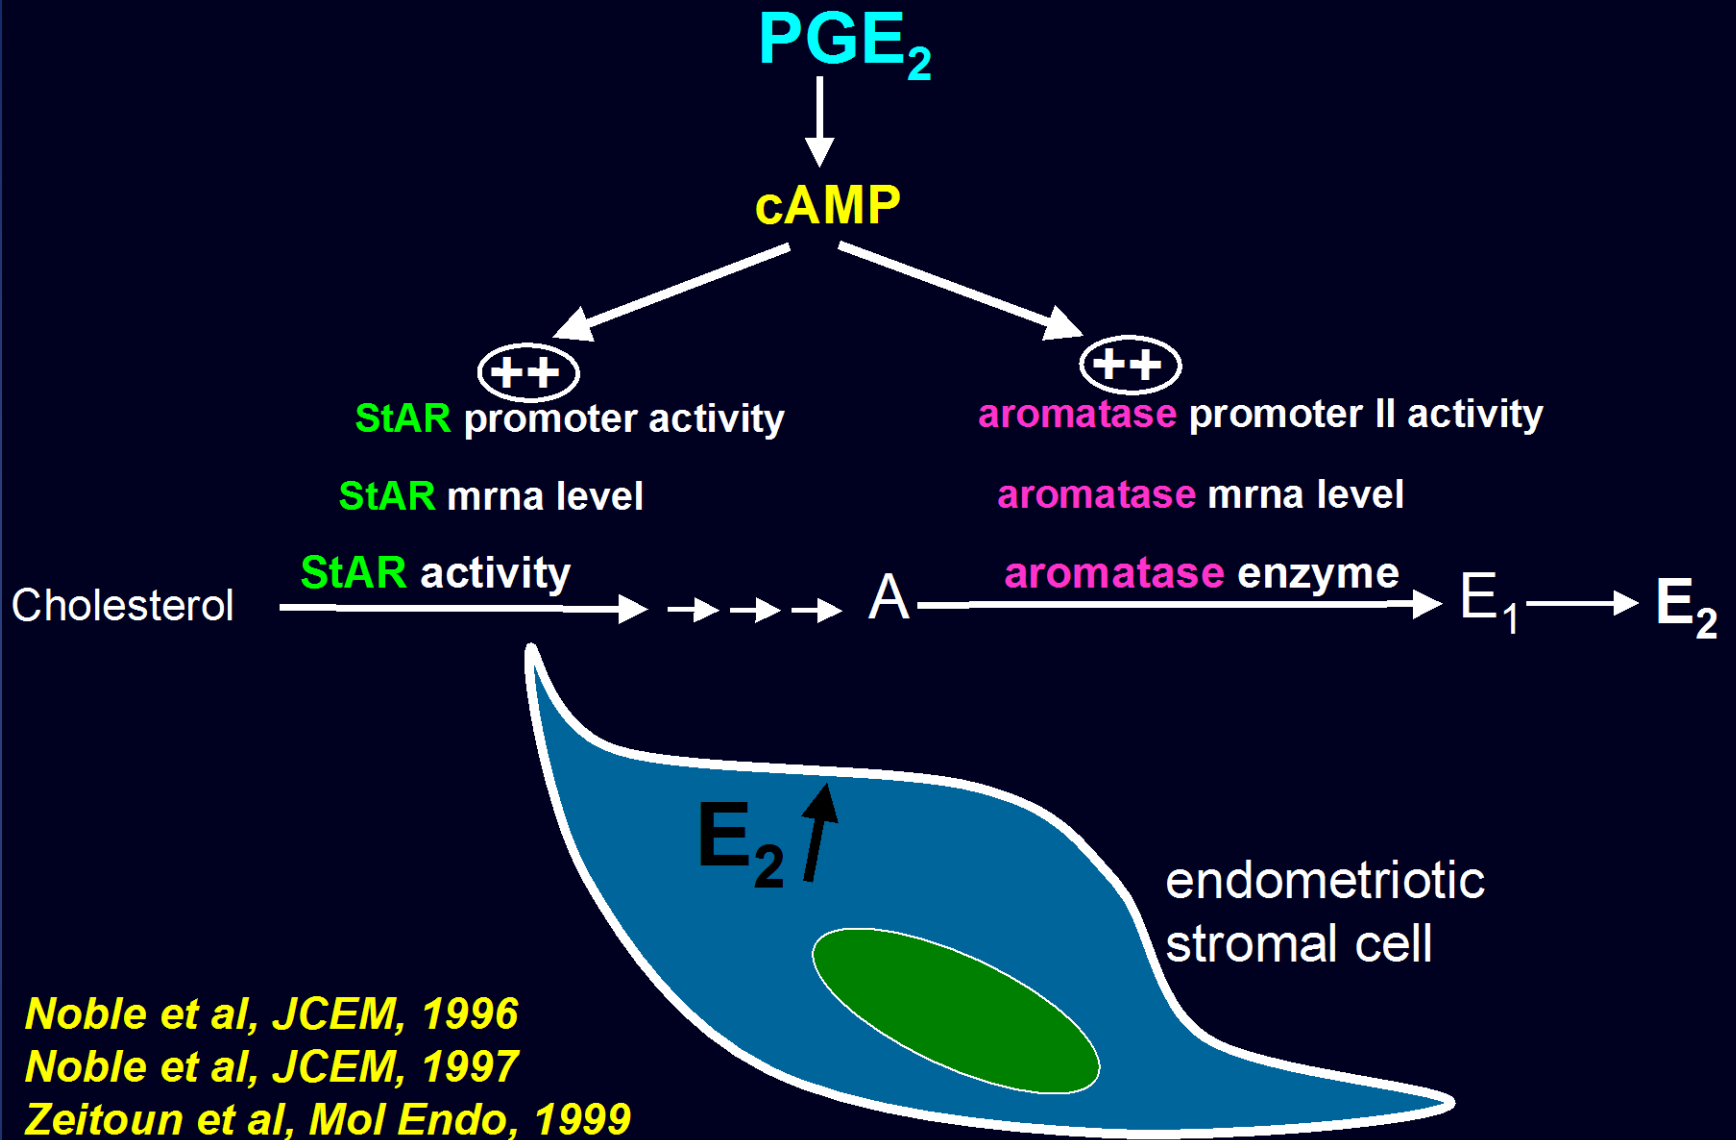 PGE₂
cAMP
++
++
StAR promoter activity
aromatase promoter II activity
StAR mrna level
aromatase mrna level
StAR activity
aromatase enzyme
Cholesterol
A
E₁
E₂
E₂
endometriotic
stromal cell
Noble et al, JCEM, 1996
Noble et al, JCEM, 1997
Zeitoun et al, Mol Endo, 1999